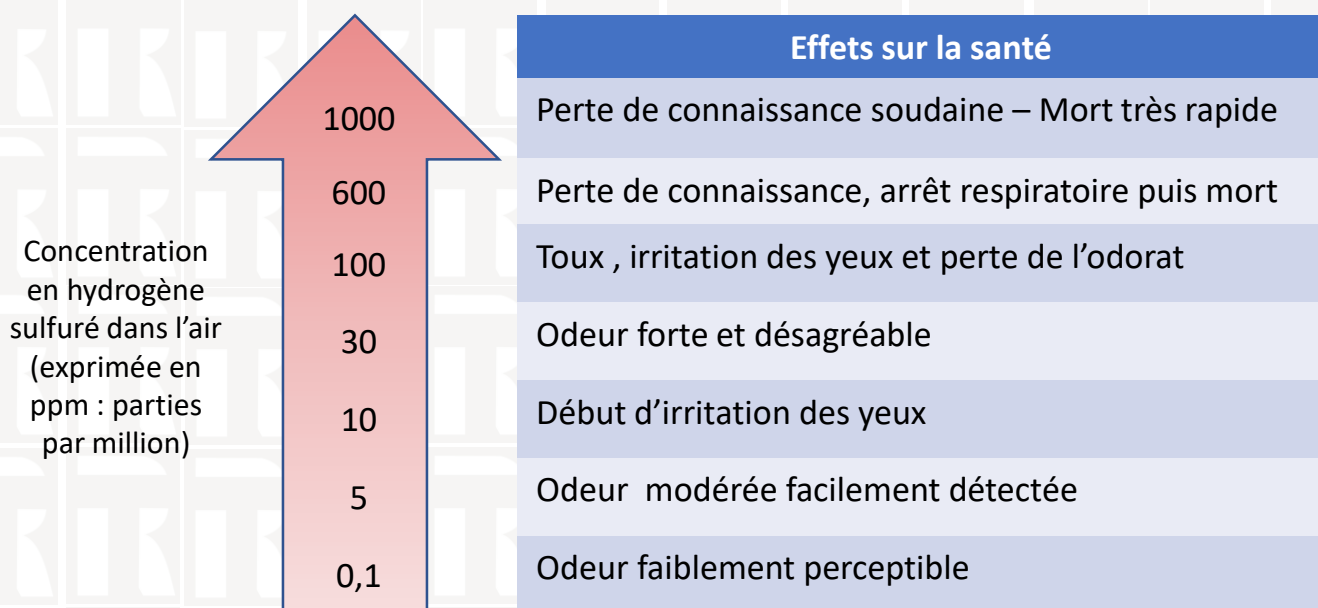 Effets sur la santé
1000
Perte de connaissance soudaine – Mort très rapide
600
Perte de connaissance, arrêt respiratoire puis mort
Concentration
en hydrogène
sulfuré dans l’air
(exprimée en
ppm : parties
par million)
100
Toux , irritation des yeux et perte de l’odorat
30
Odeur forte et désagréable
10
Début d’irritation des yeux
5
Odeur modérée facilement détectée
0,1
Odeur faiblement perceptible